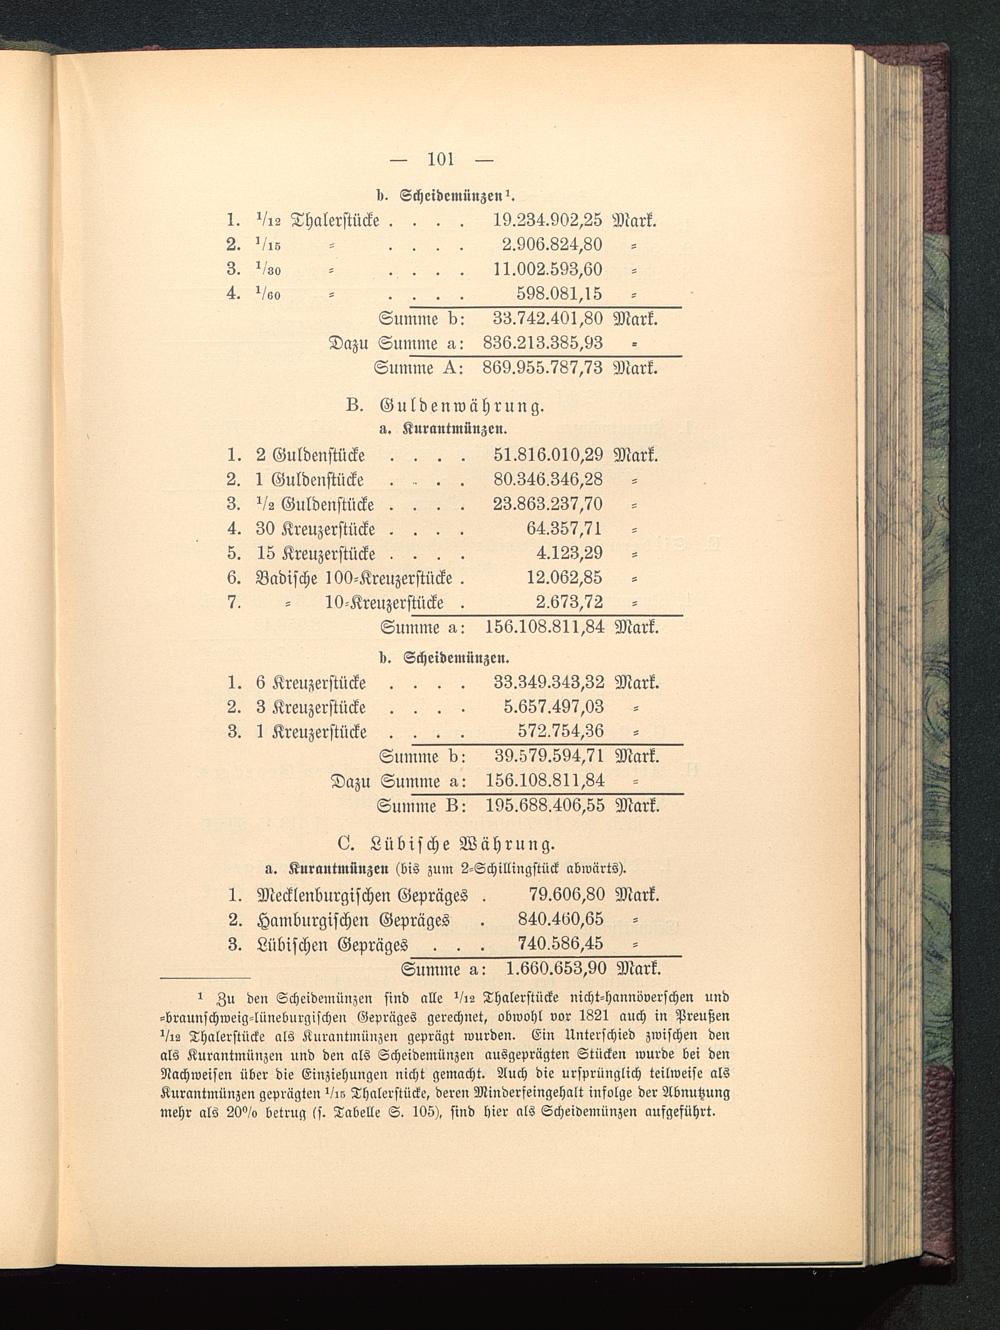 — 101 —
b. Scheidemünzen¹.
1. ¹/₁₂ Thalerstücke . . . . 19.234.902,25 Mark.
2. ¹/₁₅ „ . . . . 2.906.824,80 „
3. ¹/₃₀ „ . . . . 11.002.593,60 „
4. ¹/₆₀ „ . . . . 598.081,15 „
Summe b: 33.742.401,80 Mark.
Dazu Summe a: 836.213.385,93 „
Summe A: 869.955.787,73 Mark.
B. Guldenwährung.
a. Kurantmünzen.
1. 2 Guldenstücke . . . . 51.816.010,29 Mark.
2. 1 Guldenstücke . . . . 80.346.346,28 „
3. ¹/₂ Guldenstücke . . . . 23.863.237,70 „
4. 30 Kreuzerstücke . . . . 64.357,71 „
5. 15 Kreuzerstücke . . . . 4.123,29 „
6. Badische 100-Kreuzerstücke . 12.062,85 „
7. „ 10-Kreuzerstücke . 2.673,72 „
Summe a: 156.108.811,84 Mark.
b. Scheidemünzen.
1. 6 Kreuzerstücke . . . . 33.349.343,32 Mark.
2. 3 Kreuzerstücke . . . . 5.657.497,03 „
3. 1 Kreuzerstücke . . . . 572.754,36 „
Summe b: 39.579.594,71 Mark.
Dazu Summe a: 156.108.811,84 „
Summe B: 195.688.406,55 Mark.
C. Lübische Währung.
a. Kurantmünzen (bis zum 2-Schillingstück abwärts).
1. Mecklenburgischen Gepräges . 79.606,80 Mark.
2. Hamburgischen Gepräges . 840.460,65 „
3. Lübischen Gepräges . . . 740.586,45 „
Summe a: 1.660.653,90 Mark.
¹ Zu den Scheidemünzen sind alle ¹/₁₂ Thalerstücke nicht-hannöverschen und
-braunschweig-lüneburgischen Gepräges gerechnet, obwohl vor 1821 auch in Preußen
¹/₁₂ Thalerstücke als Kurantmünzen geprägt wurden. Ein Unterschied zwischen den
als Kurantmünzen und den als Scheidemünzen ausgeprägten Stücken wurde bei den
Nachweisen über die Einziehungen nicht gemacht. Auch die ursprünglich teilweise als
Kurantmünzen geprägten ¹/₁₅ Thalerstücke, deren Minderfeingehalt infolge der Abnutzung
mehr als 20% betrug (s. Tabelle S. 105), sind hier als Scheidemünzen aufgeführt.